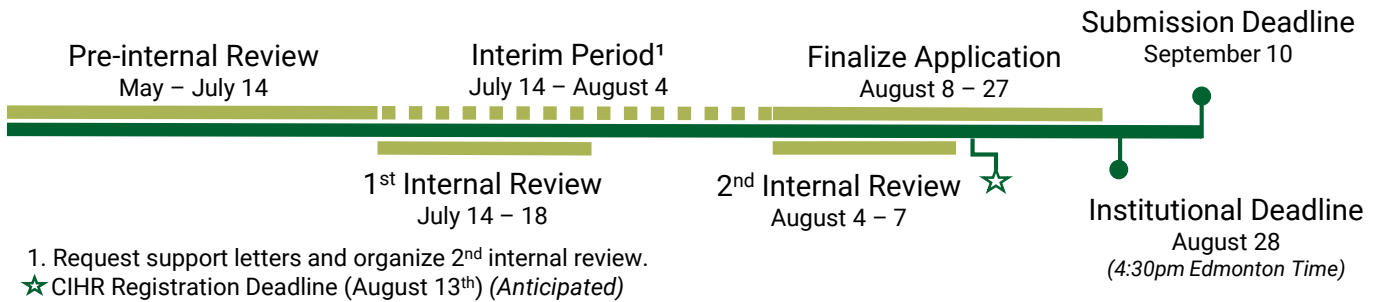 Submission Deadline
September 10
Pre-internal Review
May – July 14
Interim Period¹
July 14 – August 4
Finalize Application
August 8 – 27
1st Internal Review
July 14 – 18
2nd Internal Review
August 4 – 7
Institutional Deadline
August 28
(4:30pm Edmonton Time)
1. Request support letters and organize 2nd internal review.
CIHR Registration Deadline (August 13th) (Anticipated)